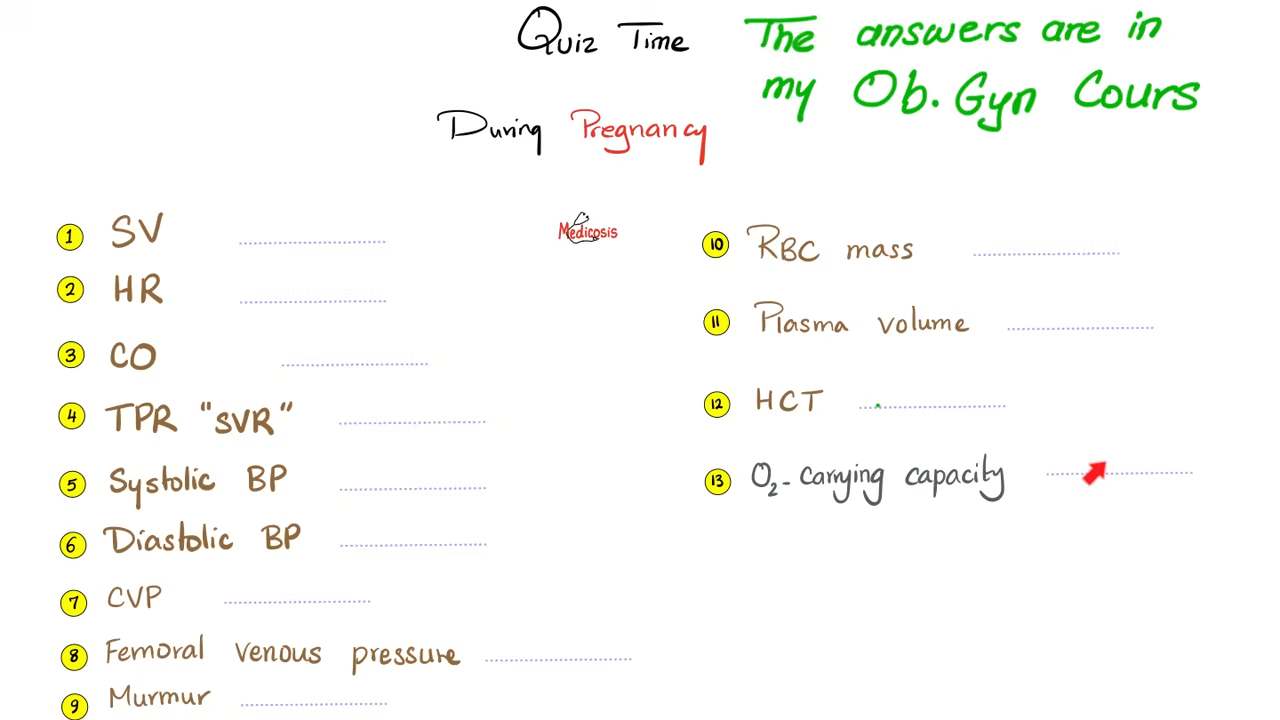 Quiz Time
The answers are in
my Ob. Gyn Cours
During Pregnancy
Medicosis
1 SV
2 HR
3 CO
4 TPR "SVR"
5 Systolic BP
6 Diastolic BP
7 CVP
8 Femoral venous pressure
9 Murmur
10 RBC mass
11 Plasma volume
12 HCT
13 O₂-Carrying capacity